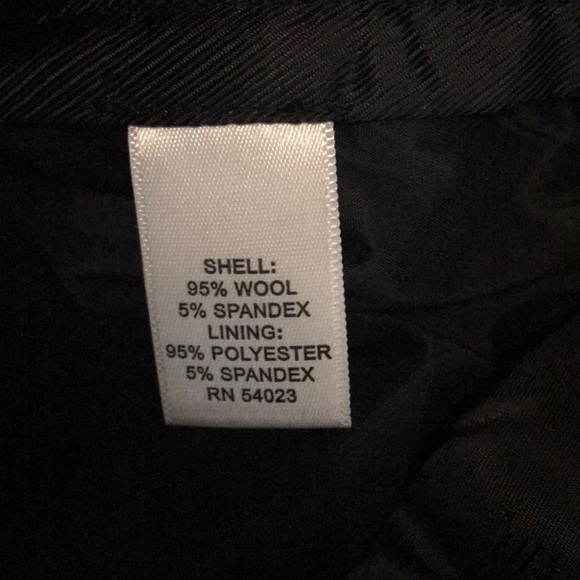 SHELL:
95% WOOL
5% SPANDEX
LINING:
95% POLYESTER
5% SPANDEX
RN 54023